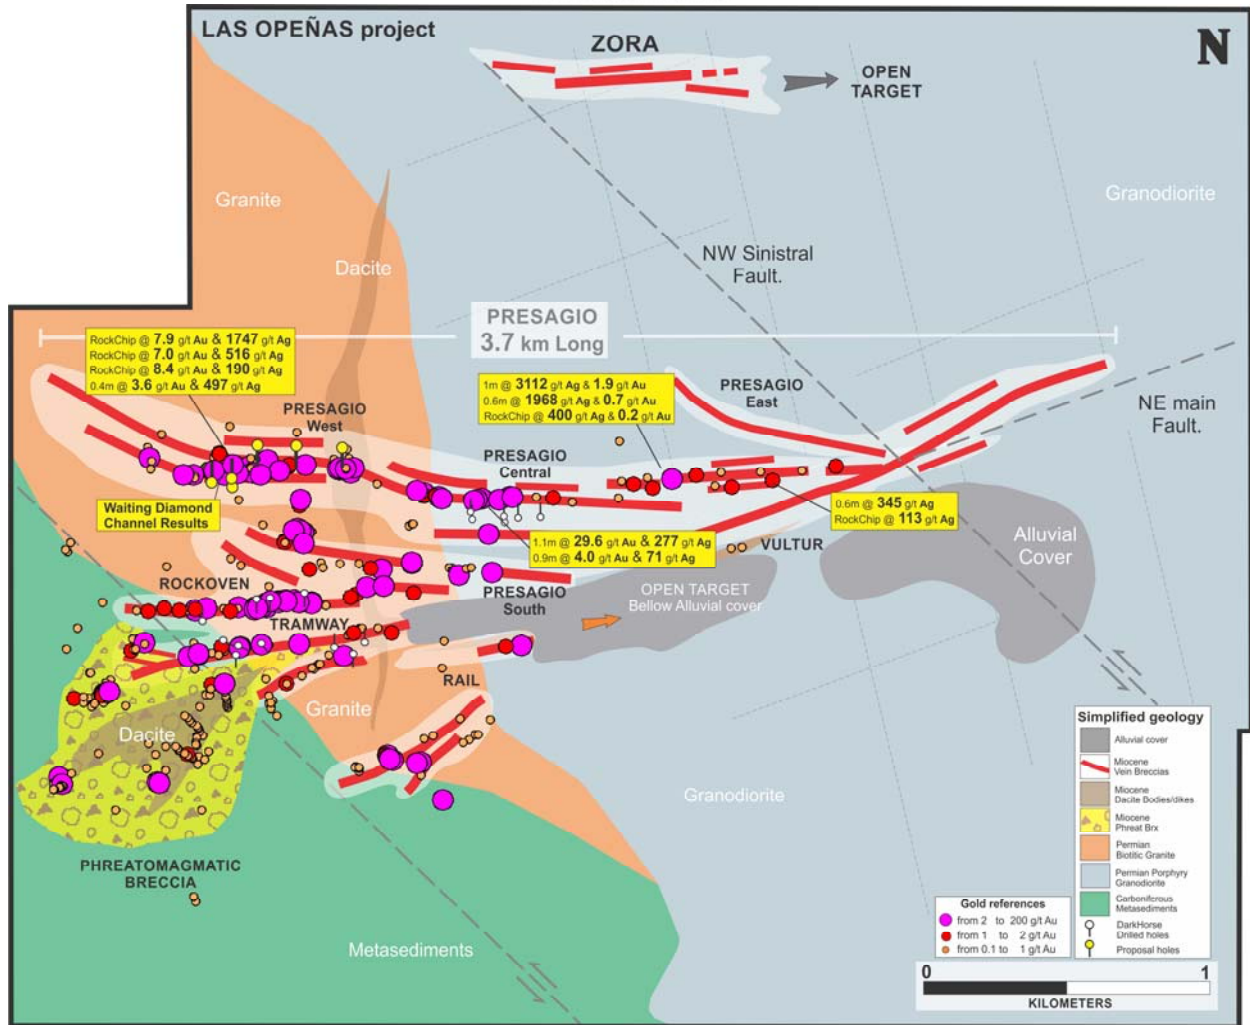 LAS OPEÑAS project
ZORA
N
OPEN
TARGET
Granite
Granodiorite
Dacite
NW Sinistral
Fault.
PRESAGIO
3.7 km Long
RockChip @ 7.9 g/t Au & 1747 g/t Ag
RockChip @ 7.0 g/t Au & 516 g/t Ag
RockChip @ 8.4 g/t Au & 190 g/t Ag
0.4m @ 3.6 g/t Au & 497 g/t Ag
1m @ 3112 g/t Ag & 1.9 g/t Au
0.6m @ 1968 g/t Ag & 0.7 g/t Au
RockChip @ 400 g/t Ag & 0.2 g/t Au
PRESAGIO
East
NE main
Fault.
PRESAGIO
West
PRESAGIO
Central
Waiting Diamond
Channel Results
0.6m @ 345 g/t Ag
RockChip @ 113 g/t Ag
1.1m @ 29.6 g/t Au & 277 g/t Ag
0.9m @ 4.0 g/t Au & 71 g/t Ag
VULTUR
Alluvial
Cover
ROCKOVEN
PRESAGIO
South
OPEN TARGET
Bellow Alluvial cover
TRAMWAY
RAIL
Granite
Dacite
Granodiorite
PHREATOMAGMATIC
BRECCIA
Metasediments
Simplified geology
Alluvial cover
Miocene
Vein Breccias
Miocene
Dacite Bodies/dikes
Miocene
Phreat Brx
Permian
Biotitic Granite
Permian Porphyry
Granodiorite
Carboniferous
Metasediments
DarkHorse
Drilled holes
Proposal holes
Gold references
from 2 to 200 g/t Au
from 1 to 2 g/t Au
from 0.1 to 1 g/t Au
0 1
KILOMETERS